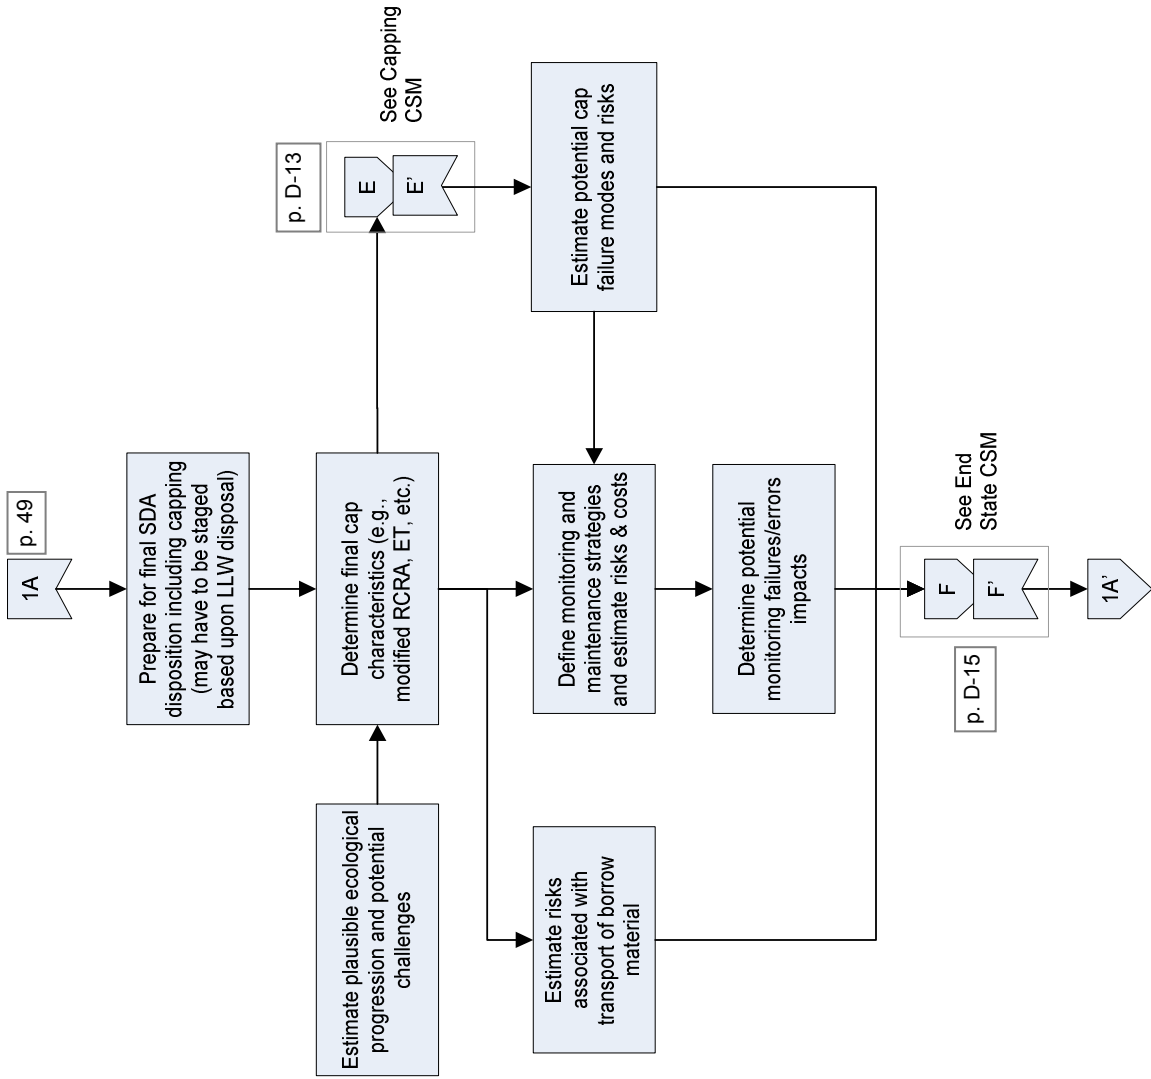 1A
p. 49
Prepare for final SDA
disposition including capping
(may have to be staged
based upon LLW disposal)
Estimate plausible ecological
progression and potential
challenges
Determine final cap
characteristics (e.g.,
modified RCRA, ET, etc.)
p. D-13
E
E'
See Capping
CSM
Estimate risks
associated with
transport of borrow
material
Define monitoring and
maintenance strategies
and estimate risks & costs
Estimate potential cap
failure modes and risks
Determine potential
monitoring failures/errors
impacts
p. D-15
F
F'
See End
State CSM
1A'